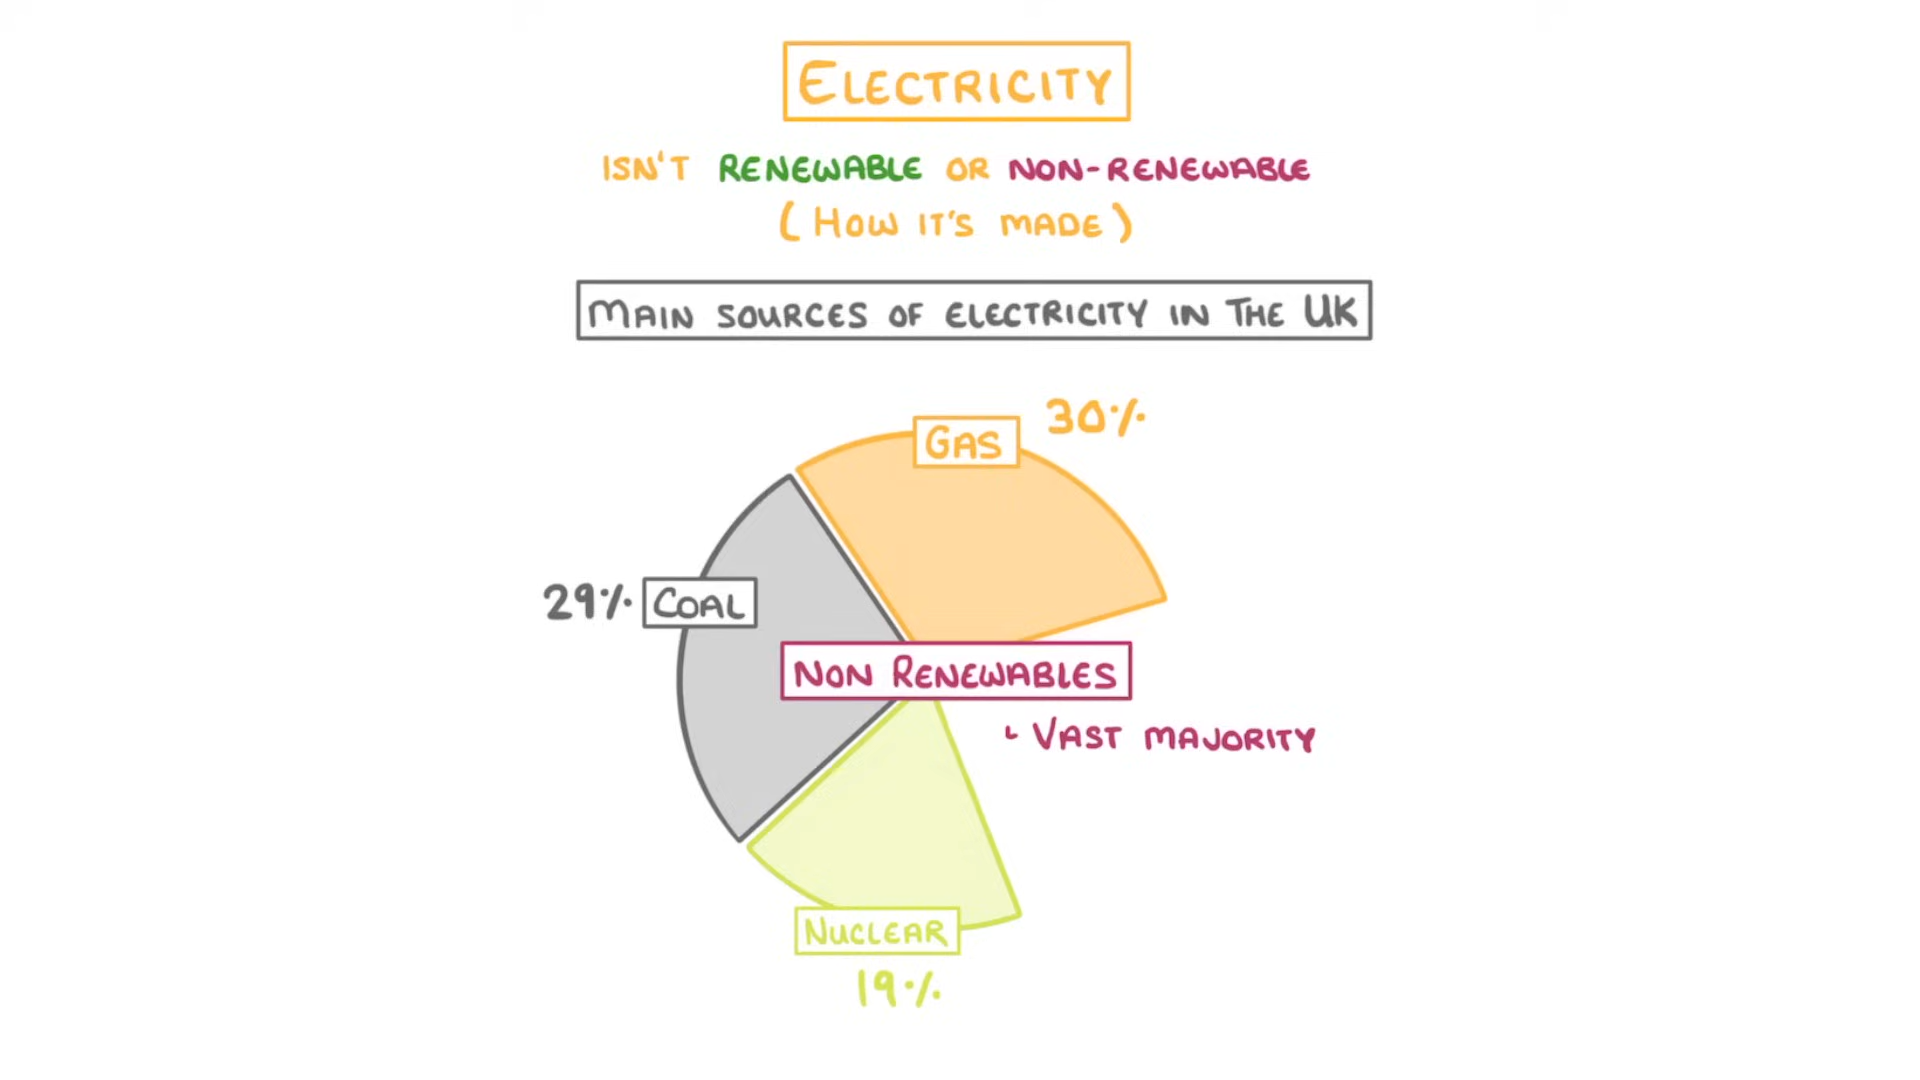 ELECTRICITY
ISN'T RENEWABLE OR NON-RENEWABLE
(HOW IT'S MADE)
MAIN SOURCES OF ELECTRICITY IN THE UK
GAS 30%
29% COAL
NON RENEWABLES
↳ VAST MAJORITY
NUCLEAR
19%